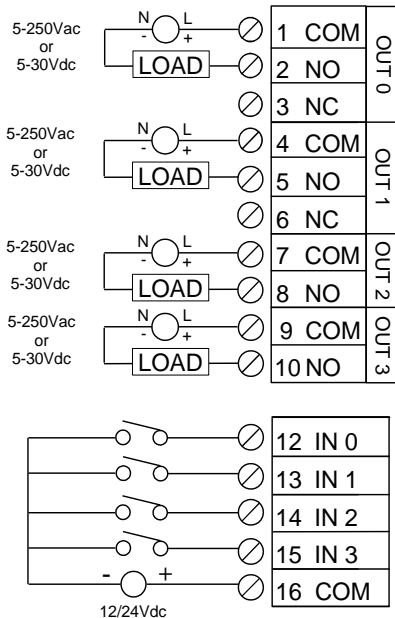 5-250Vac
or
5-30Vdc
N L
- +
LOAD
1 COM
2 NO
3 NC
OUT 0
5-250Vac
or
5-30Vdc
N L
- +
LOAD
4 COM
5 NO
6 NC
OUT 1
5-250Vac
or
5-30Vdc
N L
- +
LOAD
7 COM
8 NO
OUT 2
5-250Vac
or
5-30Vdc
N L
- +
LOAD
9 COM
10 NO
OUT 3
12 IN 0
13 IN 1
14 IN 2
15 IN 3
- +
16 COM
12/24Vdc